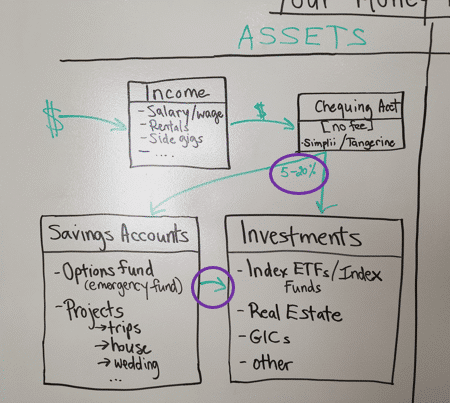 Your Money
ASSETS
$
Income
- Salary/wage
- Rentals
- Side gigs
- ....
$
Chequing Acct
[no fee]
- Simplii/Tangerine
5-20%
Savings Accounts
- Options fund
(emergency fund)
- Projects
→ trips
→ house
→ wedding
...
Investments
- Index ETFs/Index
Funds
- Real Estate
- GICs
- other